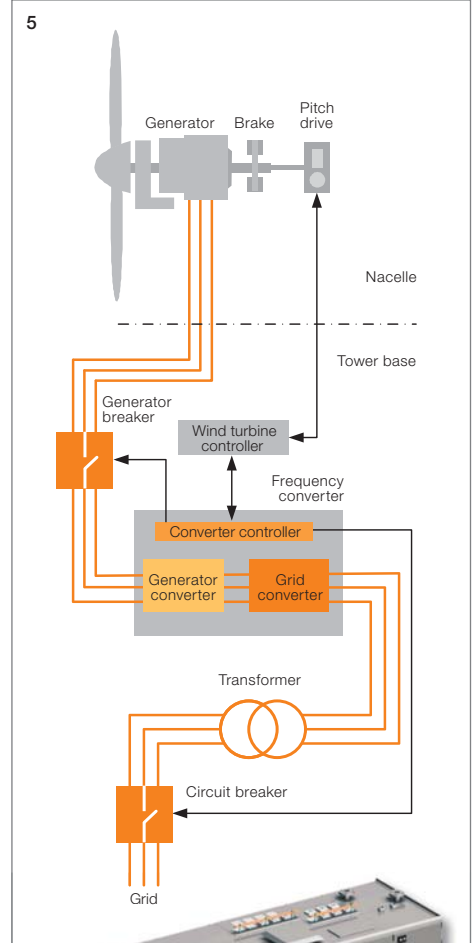 5
Generator
Brake
Pitch
drive
Nacelle
Tower base
Generator
breaker
Wind turbine
controller
Frequency
converter
Converter controller
Generator
converter
Grid
converter
Transformer
Circuit breaker
Grid